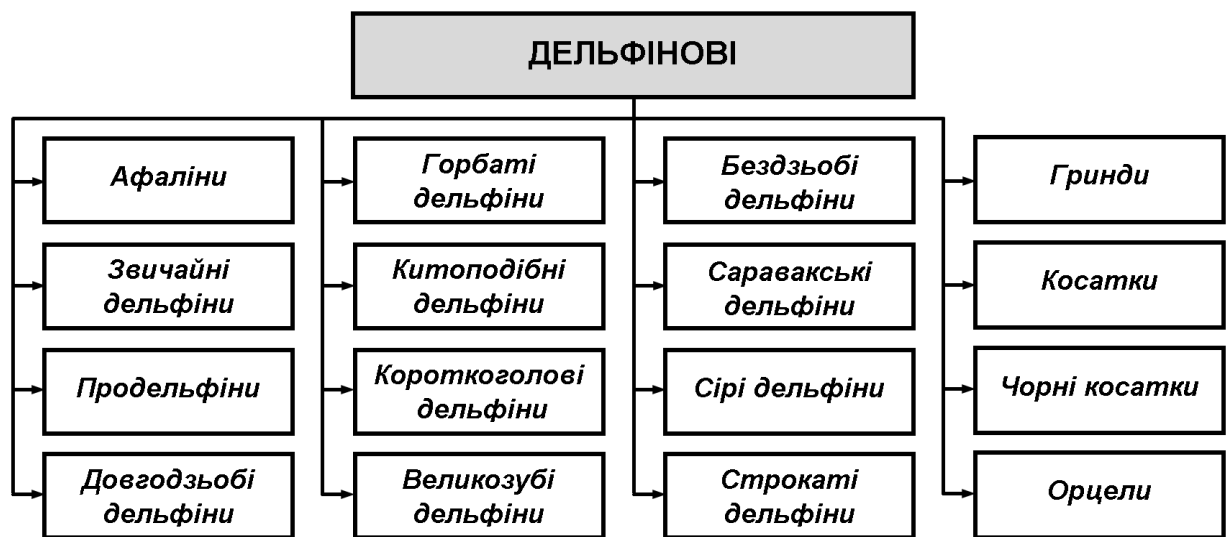 ДЕЛЬФІНОВІ
Афаліни
Звичайні
дельфіни
Продельфіни
Довгодзьобі
дельфіни
Горбаті
дельфіни
Китоподібні
дельфіни
Короткоголові
дельфіни
Великозубі
дельфіни
Бездзьобі
дельфіни
Саравакські
дельфіни
Сірі дельфіни
Строкаті
дельфіни
Гринди
Косатки
Чорні косатки
Орцели